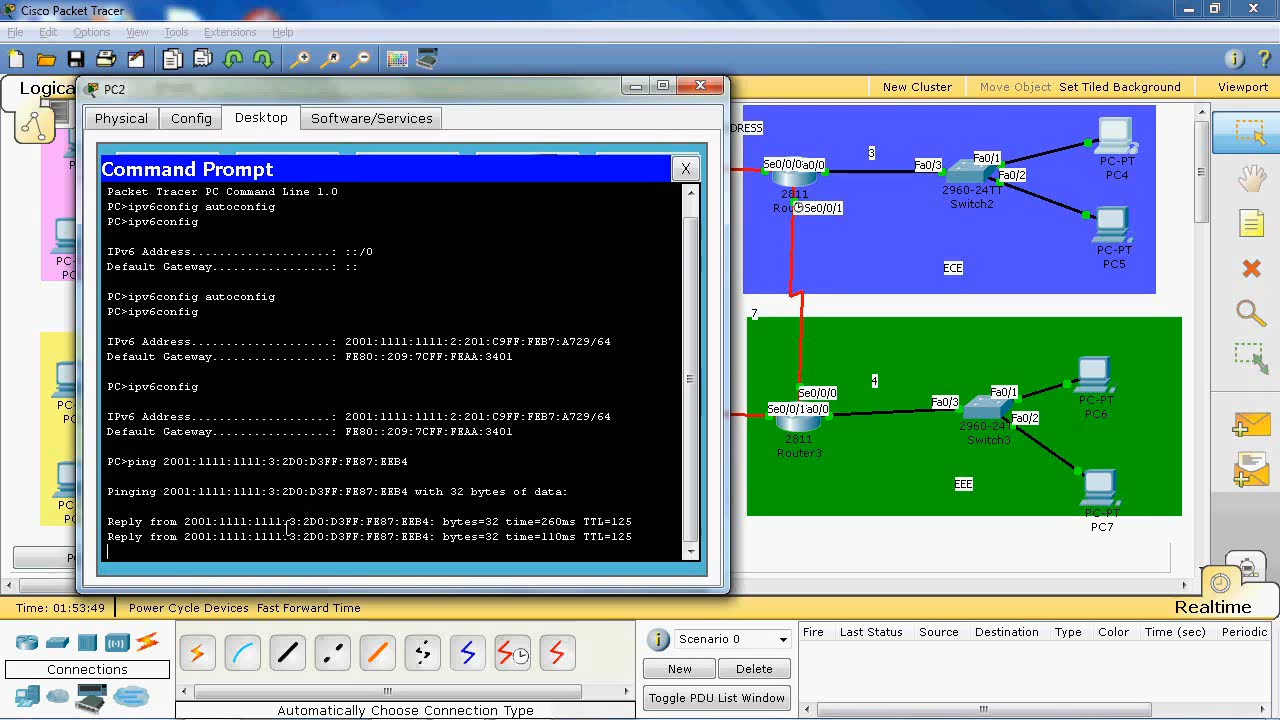 Cisco Packet Tracer
File Edit Options View Tools Extensions Help
Logica
New Cluster
Move Object
Set Tiled Background
Viewport
PC2
Physical
Config
Desktop
Software/Services
Command Prompt
X
Packet Tracer PC Command Line 1.0
PC>ipv6config autoconfig
PC>ipv6config
IPv6 Address.....................: ::/0
Default Gateway.................: ::
PC>ipv6config autoconfig
PC>ipv6config
IPv6 Address.....................: 2001:1111:1111:2:201:C9FF:FEB7:A729/64
Default Gateway.................: FE80::209:7CFF:FEAA:3401
PC>ipv6config
IPv6 Address.....................: 2001:1111:1111:2:201:C9FF:FEB7:A729/64
Default Gateway.................: FE80::209:7CFF:FEAA:3401
PC>ping 2001:1111:1111:3:2D0:D3FF:FE87:EEB4
Pinging 2001:1111:1111:3:2D0:D3FF:FE87:EEB4 with 32 bytes of data:
Reply from 2001:1111:1111:3:2D0:D3FF:FE87:EEB4: bytes=32 time=260ms TTL=125
Reply from 2001:1111:1111:3:2D0:D3FF:FE87:EEB4: bytes=32 time=110ms TTL=125
DRESS
3
Se0/0/0
a0/0
2811
Se0/0/1
Fa0/3
Fa0/1
Fa0/2
2960-24TT
Switch2
PC-PT
PC4
PC-PT
PC5
ECE
7
4
Se0/0/0
Se0/0/1
a0/0
2811
Router3
Fa0/3
Fa0/1
Fa0/2
Switch3
PC-PT
PC6
PC-PT
PC7
EEE
Time: 01:53:49
Power Cycle Devices Fast Forward Time
Realtime
Connections
Automatically Choose Connection Type
Scenario 0
New
Delete
Toggle PDU List Window
Fire
Last Status
Source
Destination
Type
Color
Time (sec)
Periodic